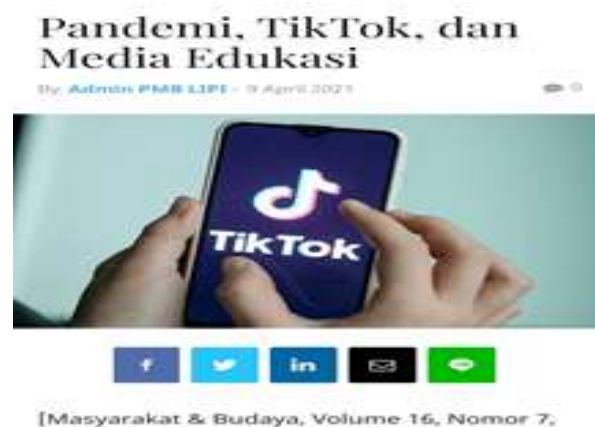 Pandemi, TikTok, dan
Media Edukasi
By Admin PMB LIPI - 9 April 2021
0
TikTok
f
in
[Masyarakat & Budaya, Volume 16, Nomor 7,